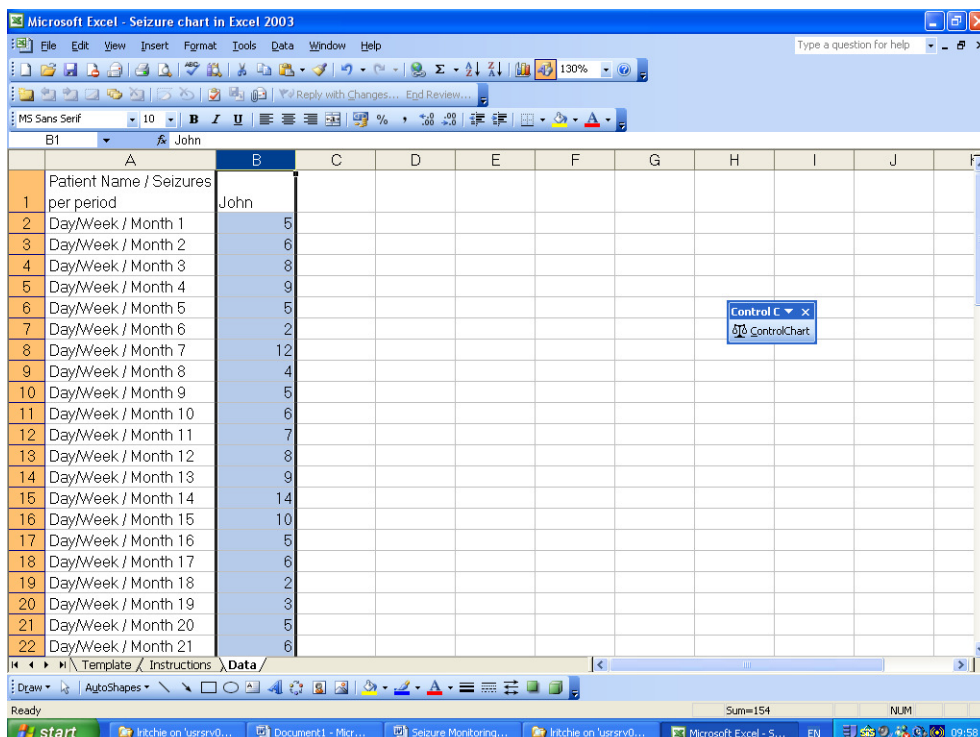 Microsoft Excel - Seizure chart in Excel 2003
File Edit View Insert Format Tools Data Window Help Type a question for help
130%
Reply with Changes... End Review...
MS Sans Serif 10 B I U % ,
B1 fx John
A B C D E F G H I J
Patient Name / Seizures
1 per period John
2 Day/Week / Month 1 5
3 Day/Week / Month 2 6
4 Day/Week / Month 3 8
5 Day/Week / Month 4 9
6 Day/Week / Month 5 5
Control C
7 Day/Week / Month 6 2
ControlChart
8 Day/Week / Month 7 12
9 Day/Week / Month 8 4
10 Day/Week / Month 9 5
11 Day/Week / Month 10 6
12 Day/Week / Month 11 7
13 Day/Week / Month 12 8
14 Day/Week / Month 13 9
15 Day/Week / Month 14 14
16 Day/Week / Month 15 10
17 Day/Week / Month 16 5
18 Day/Week / Month 17 6
19 Day/Week / Month 18 2
20 Day/Week / Month 19 3
21 Day/Week / Month 20 5
22 Day/Week / Month 21 6
Template Instructions Data
Draw AutoShapes
Ready Sum=154 NUM
start lritchie on 'usrsrv0... Document1 - Micr... Seizure Monitoring... lritchie on 'usrsrv0... Microsoft Excel - S... EN 09:58